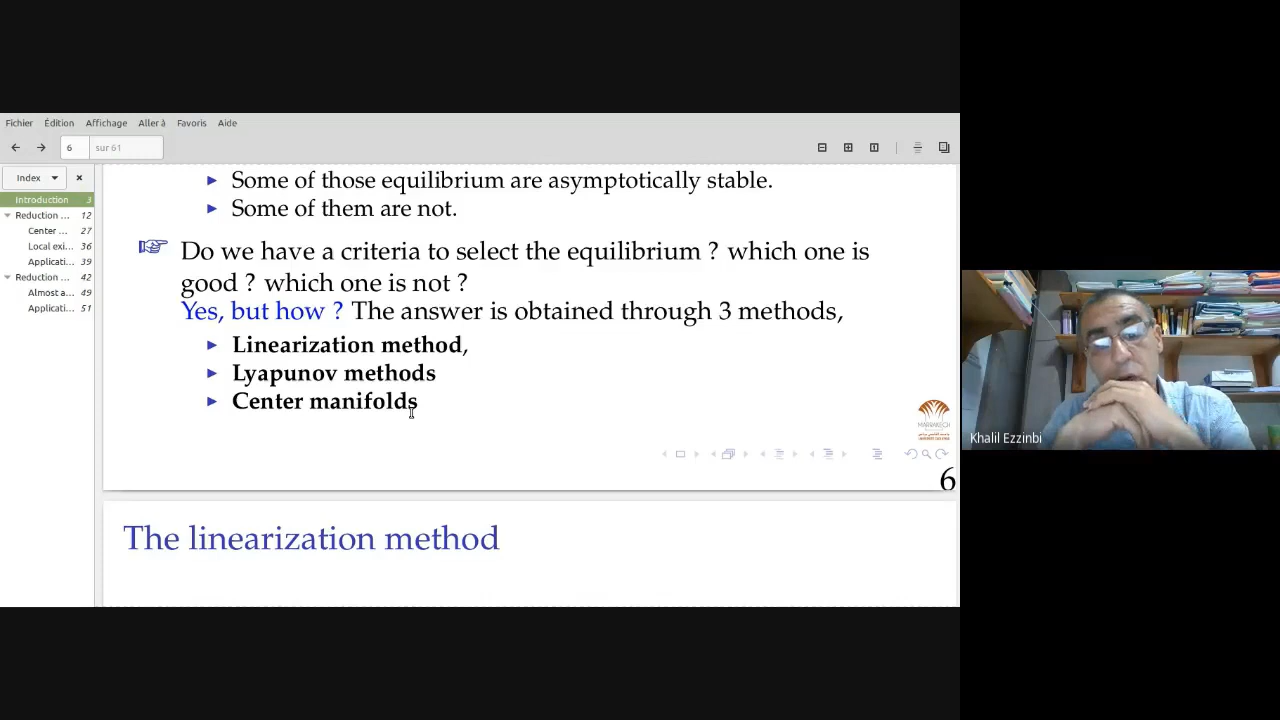 Fichier Édition Affichage Aller à Favoris Aide
6 sur 61
Index
Introduction 3
Reduction ... 12
Center ... 27
Local exi... 36
Applicati... 39
Reduction ... 42
Almost a... 49
Applicati... 51
Some of those equilibrium are asymptotically stable.
Some of them are not.
Do we have a criteria to select the equilibrium ? which one is
good ? which one is not ?
Yes, but how ? The answer is obtained through 3 methods,
Linearization method,
Lyapunov methods
Center manifolds
6
The linearization method
Khalil Ezzinbi